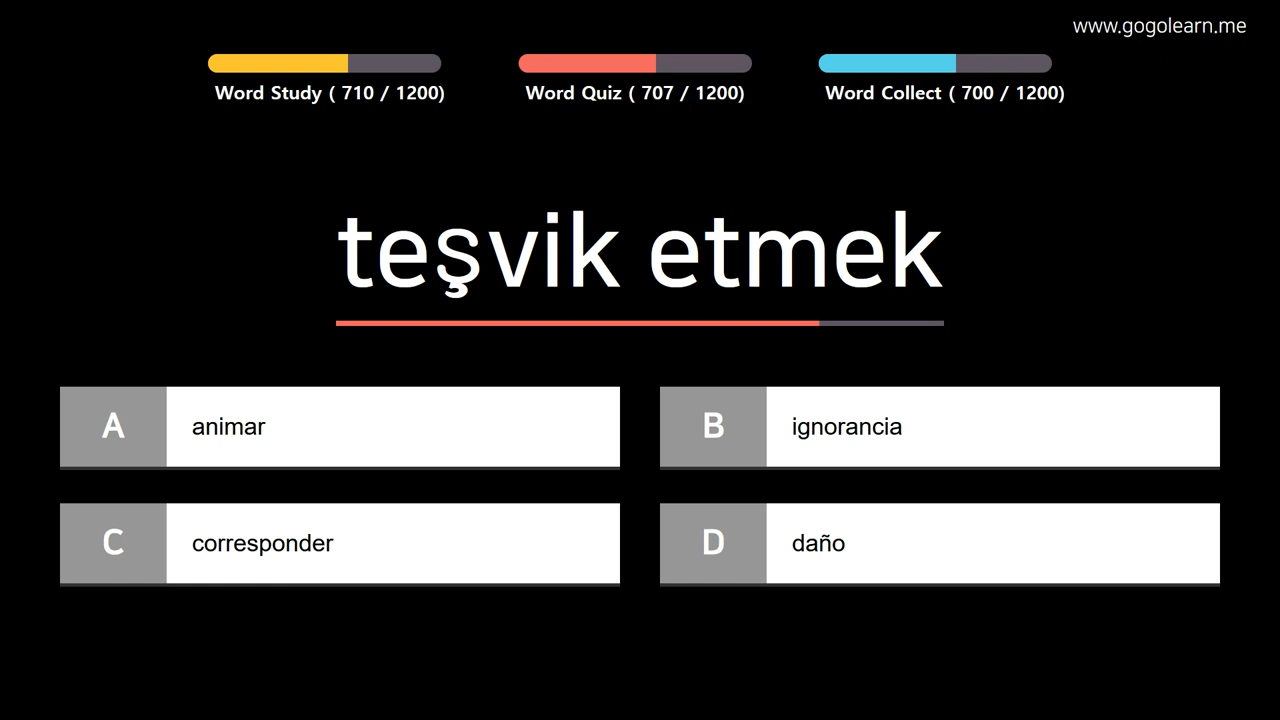 www.gogolearn.me
Word Study ( 710 / 1200)
Word Quiz ( 707 / 1200)
Word Collect ( 700 / 1200)
teşvik etmek
A animar
B ignorancia
C corresponder
D daño